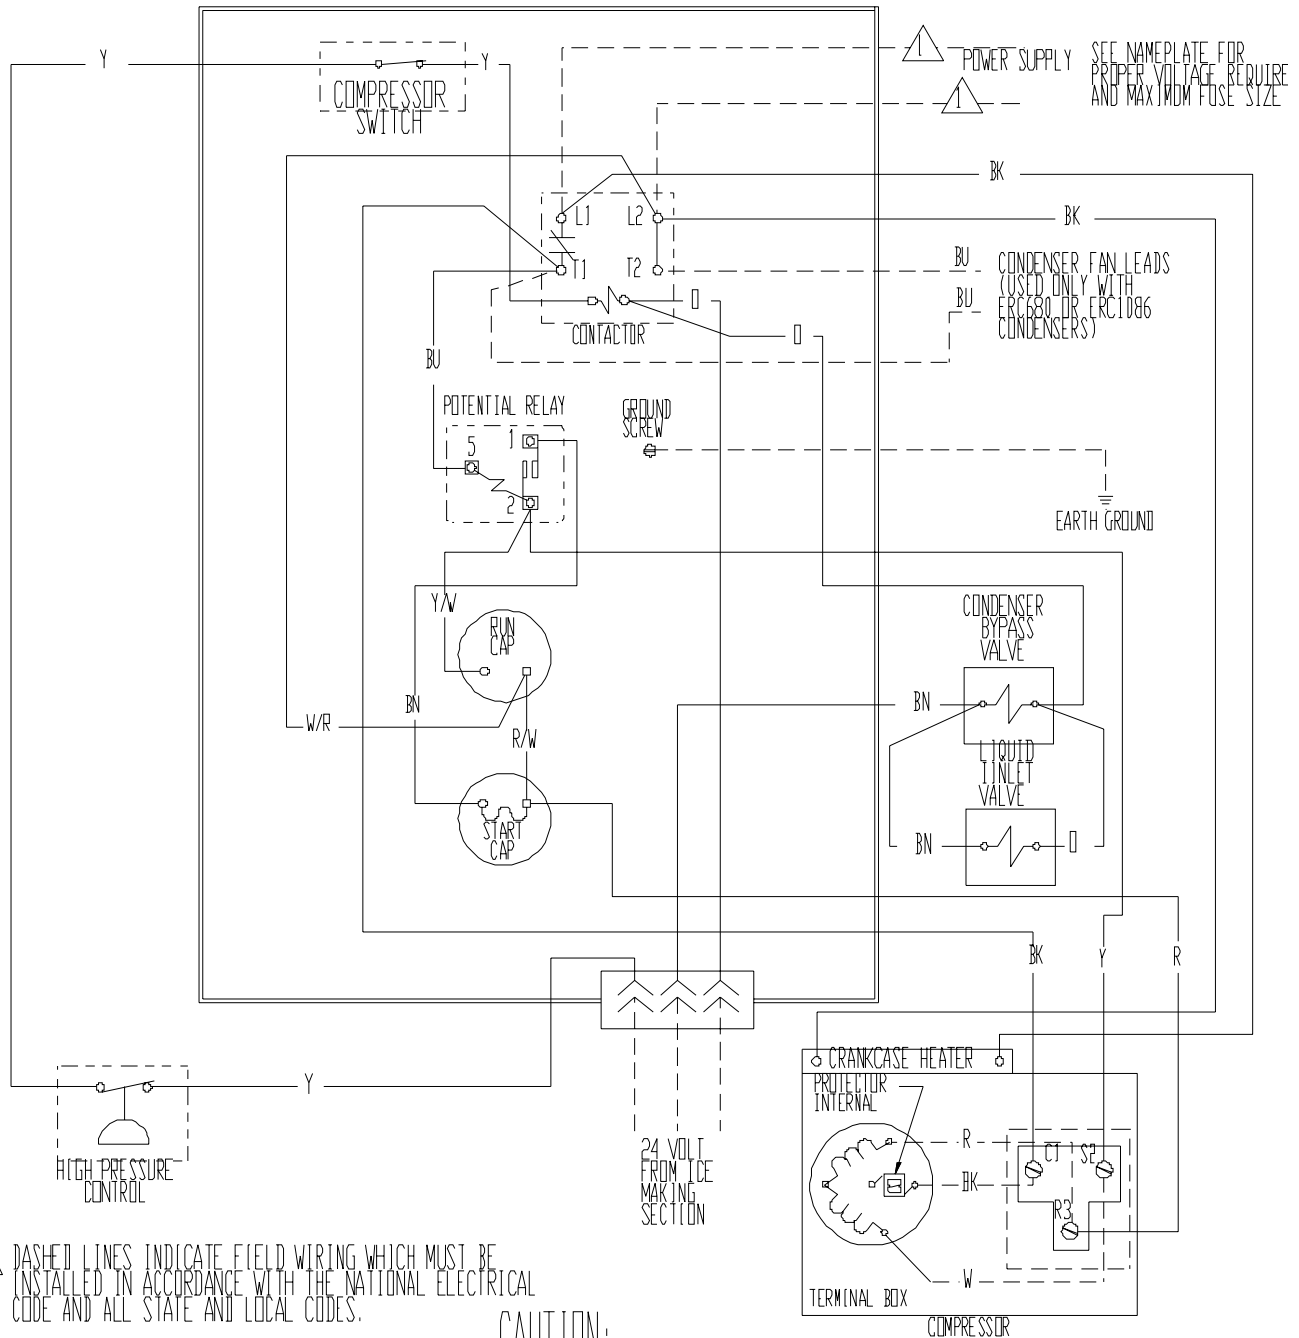 Y
COMPRESSOR
SWITCH
Y
1
POWER SUPPLY
1
SEE NAMEPLATE FOR
PROPER VOLTAGE REQUIRE
AND MAXIMUM FUSE SIZE
BK
L1
L2
BK
T1
T2
BU
CONDENSER FAN LEADS
(USED ONLY WITH
ERC680 OR ERC1086
CONDENSERS)
BU
CONTACTOR
BU
POTENTIAL RELAY
5
1
2
GROUND
SCREW
EARTH GROUND
Y/W
RUN
CAP
CONDENSER
BYPASS
VALVE
BN
W/R
R/W
BN
LIQUID
INLET
VALVE
START
CAP
BN
BK
Y
R
CRANKCASE HEATER
PROTECTOR
INTERNAL
Y
HIGH PRESSURE
CONTROL
24 VOLT
FROM ICE
MAKING
SECTION
R
BK
W
C1
S2
R3
TERMINAL BOX
COMPRESSOR
DASHED LINES INDICATE FIELD WIRING WHICH MUST BE
INSTALLED IN ACCORDANCE WITH THE NATIONAL ELECTRICAL
CODE AND ALL STATE AND LOCAL CODES.
CAUTION: